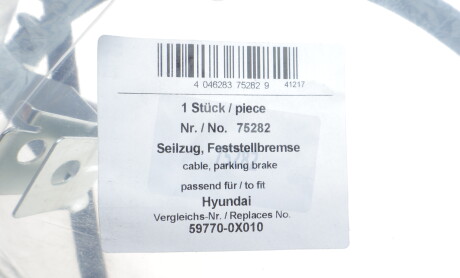 4 046283 75282 9 41217
1 Stück / piece
Nr. / No. 75282
Seilzug, Feststellbremse
cable, parking brake
passend für / to fit
Hyundai
Vergleichs-Nr. / Replaces No.
59770-0X010